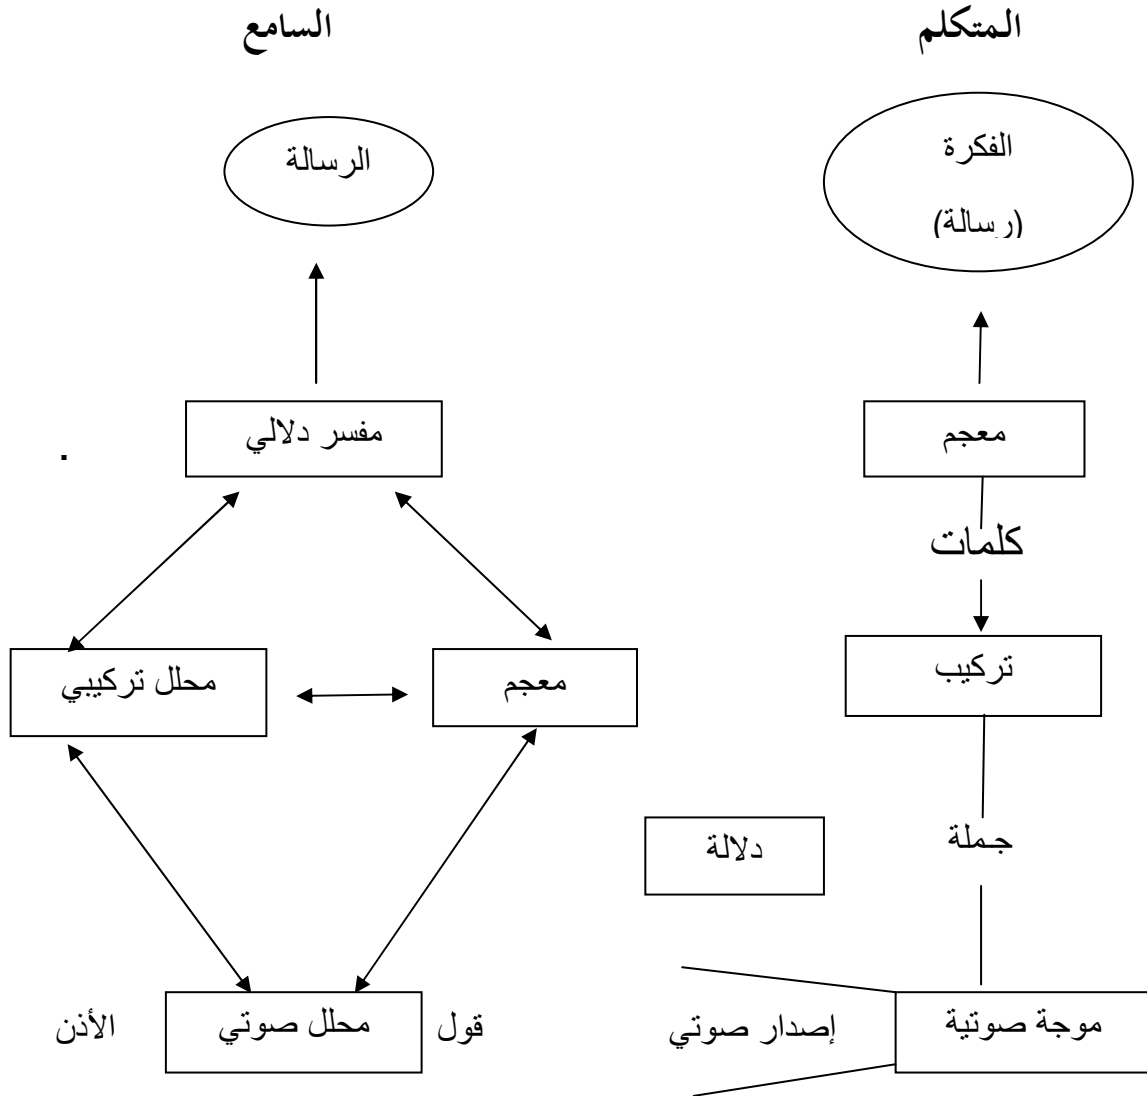 المتكلم
السامع
الفكرة
(رسالة)
الرسالة
معجم
مفسر دلالي
.
كلمات
تركيب
معجم
محلل تركيبي
جملة
دلالة
موجة صوتية
إصدار صوتي
قول
محلل صوتي
الأذن